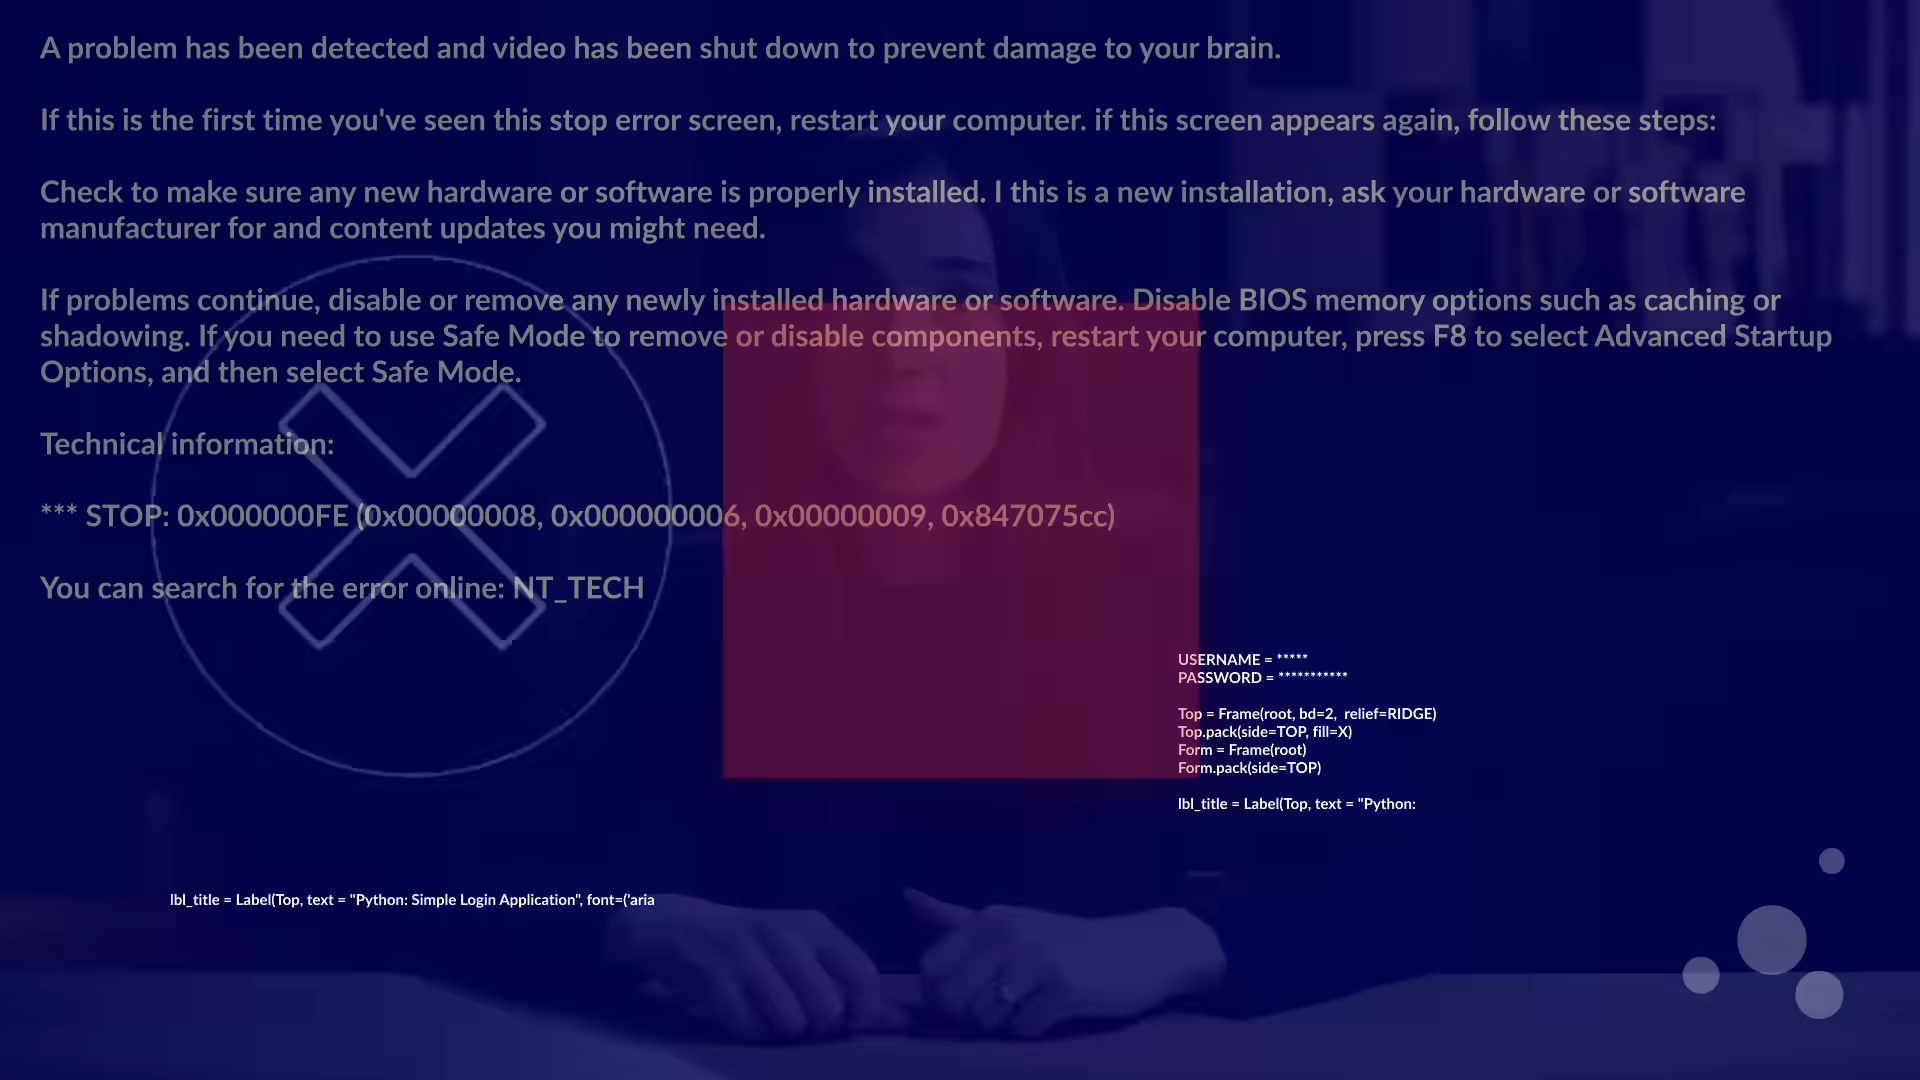 A problem has been detected and video has been shut down to prevent damage to your brain.
If this is the first time you've seen this stop error screen, restart your computer. if this screen appears again, follow these steps:
Check to make sure any new hardware or software is properly installed. I this is a new installation, ask your hardware or software
manufacturer for and content updates you might need.
If problems continue, disable or remove any newly installed hardware or software. Disable BIOS memory options such as caching or
shadowing. If you need to use Safe Mode to remove or disable components, restart your computer, press F8 to select Advanced Startup
Options, and then select Safe Mode.
Technical information:
*** STOP: 0x000000FE (0x00000008, 0x000000006, 0x00000009, 0x847075cc)
You can search for the error online: NT_TECH
USERNAME = *****
PASSWORD = ***********
Top = Frame(root, bd=2,  relief=RIDGE)
Top.pack(side=TOP, fill=X)
Form = Frame(root)
Form.pack(side=TOP)
lbl_title = Label(Top, text = "Python:
lbl_title = Label(Top, text = "Python: Simple Login Application", font=('aria